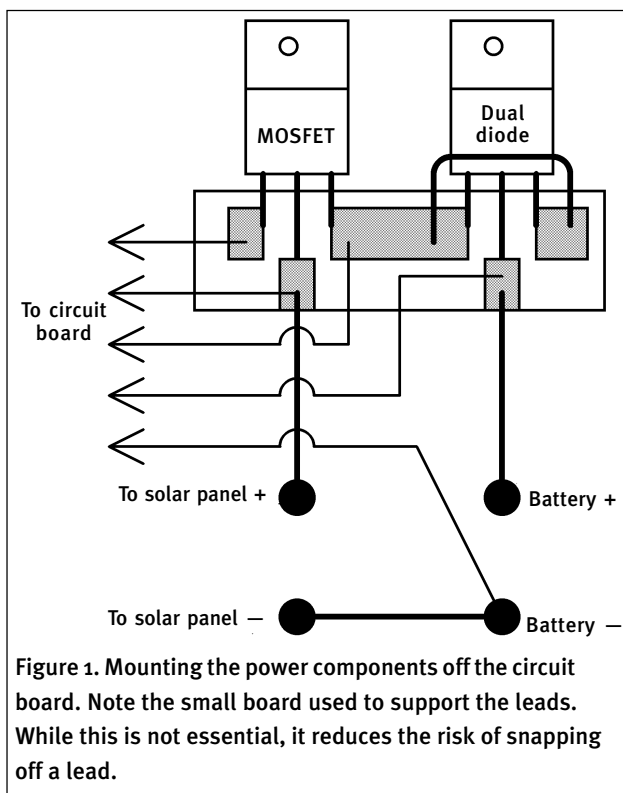 MOSFET
Dual
diode
To circuit
board
To solar panel +
Battery +
To solar panel —
Battery —
Figure 1. Mounting the power components off the circuit
board. Note the small board used to support the leads.
While this is not essential, it reduces the risk of snapping
off a lead.